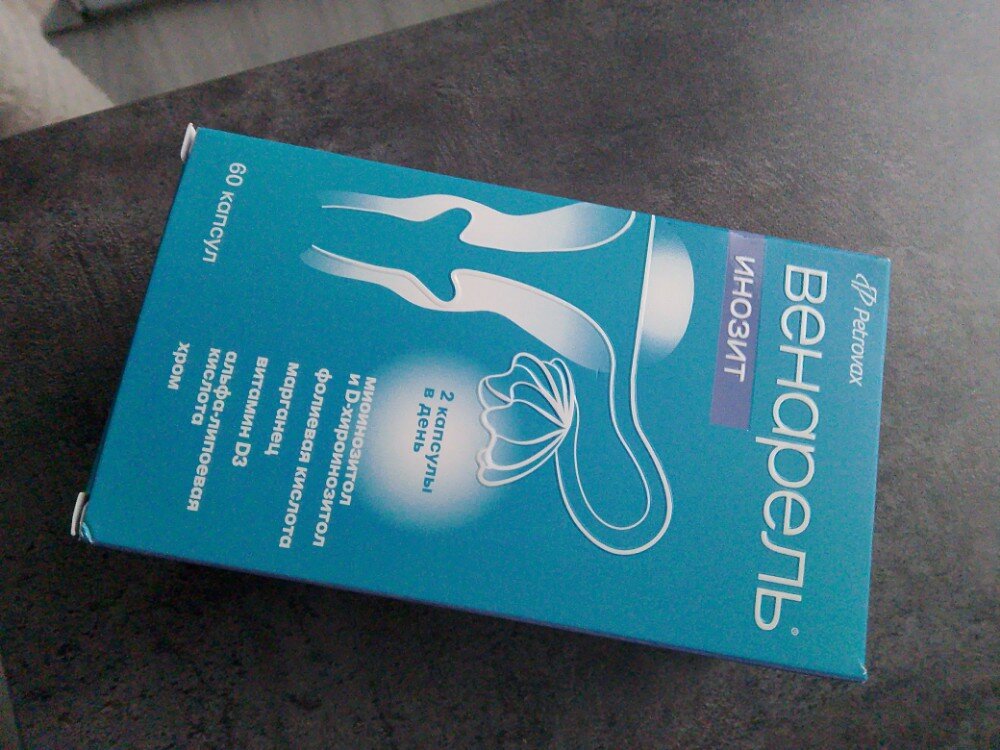 Petrovax
Венарель®
ИНОЗИТ
2 капсулы
в день
миоинозитол
и D-хироинозитол
фолиевая кислота
марганец
витамин D3
альфа-липоевая
кислота
хром
60 капсул